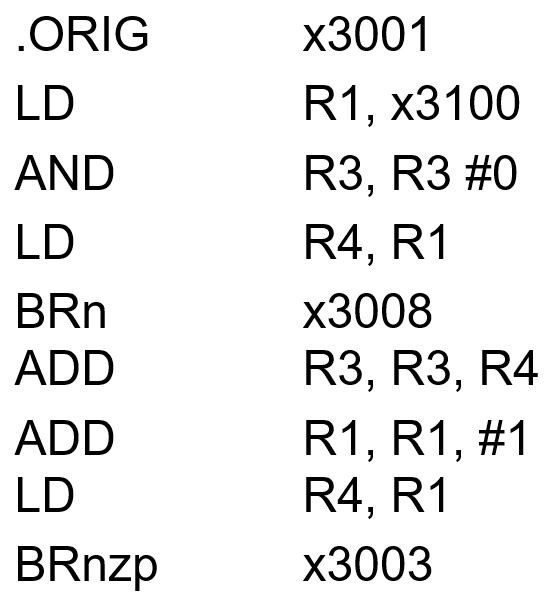 .ORIG x3001
LD R1, x3100
AND R3, R3 #0
LD R4, R1
BRn x3008
ADD R3, R3, R4
ADD R1, R1, #1
LD R4, R1
BRnzp x3003